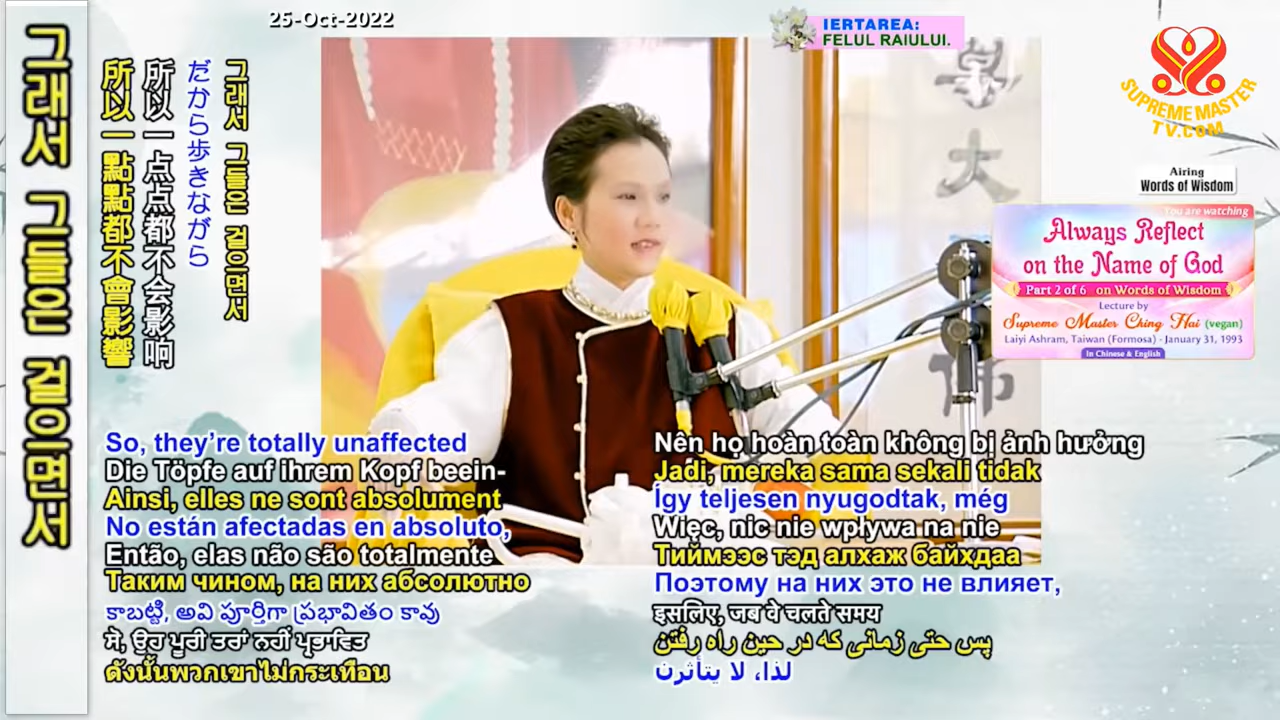 25-Oct-2022
IERTAREA:
FELUL RAIULUI.
SUPREME MASTER
TV.COM
Airing
Words of Wisdom
You are watching
Always Reflect
on the Name of God
Part 2 of 6 on Words of Wisdom
Lecture by
Supreme Master Ching Hai (vegan)
Laiyi Ashram, Taiwan (Formosa) - January 31, 1993
In Chinese & English
그래서 그들은 걸으면서
그래서 그들은 걸으면서
だから歩きながら
所以一点点都不会影响
所以一點點都不會影響
So, they're totally unaffected
Die Töpfe auf ihrem Kopf beein-
Ainsi, elles ne sont absolument
No están afectadas en absoluto,
Então, elas não são totalmente
Таким чином, на них абсолютно
కాబట్టి, అవి పూర్తిగా ప్రభావితం కావు
ਸੋ, ਉਹ ਪੂਰੀ ਤਰਾਂ ਨਹੀਂ ਪ੍ਰਭਾਵਿਤ
ดังนั้นพวกเขาไม่กระเทือน
Nên họ hoàn toàn không bị ảnh hưởng
Jadi, mereka sama sekali tidak
Így teljesen nyugodtak, még
Więc, nic nie wpływa na nie
Тиймээс тэд алхаж байхдаа
Поэтому на них это не влияет,
इसलिए, जब वे चलते समय
پس حتی زمانی که در حین راه رفتن
لذا، لا يتأثرن